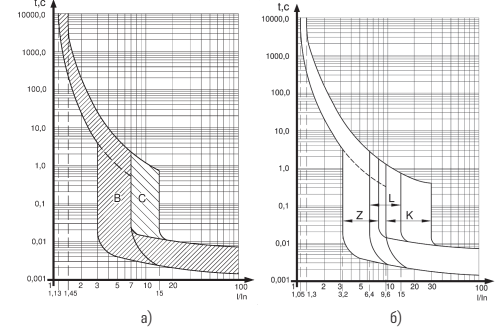 t,c
10000,0
1000,0
100,0
10,0
1,0
0,1
0,01
0,001
B
C
1 2 3 5 7 10 20 100
1,13 1,45 15 I/In
а)
t,c
10000,0
1000,0
100,0
10,0
1,0
0,1
0,01
0,001
L
Z
K
1 2 3 5 10 20 30 100
1,05 1,3 3,2 6,4 9,6 15 I/In
б)